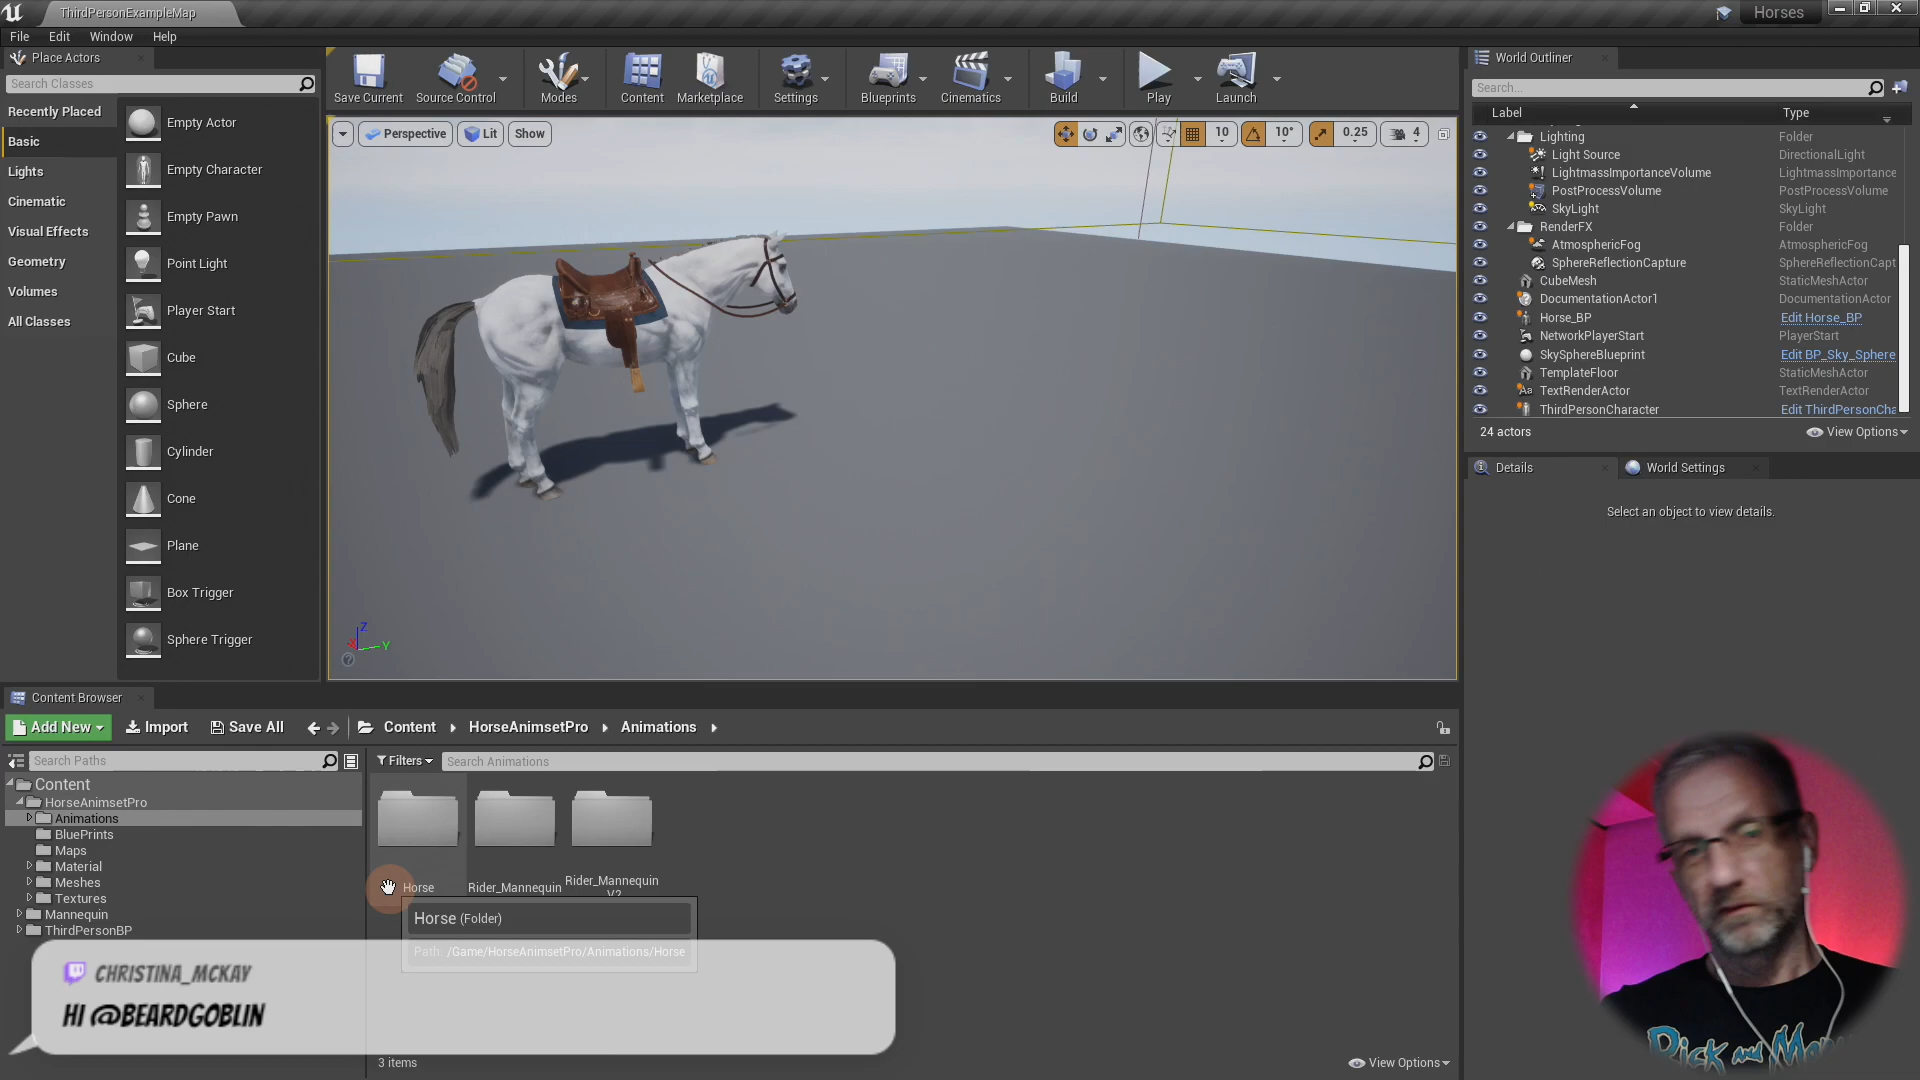 ThirdPersonExampleMap
Horses
File Edit Window Help
Place Actors
Search Classes
Recently Placed
Basic
Lights
Cinematic
Visual Effects
Geometry
Volumes
All Classes
Empty Actor
Empty Character
Empty Pawn
Point Light
Player Start
Cube
Sphere
Cylinder
Cone
Plane
Box Trigger
Sphere Trigger
Save Current Source Control Modes Content Marketplace Settings Blueprints Cinematics Build Play Launch
Perspective Lit Show
10 10° 0.25 4
Z
Y
World Outliner
Search...
Label Type
Lighting Folder
Light Source DirectionalLight
LightmassImportanceVolume LightmassImportance
PostProcessVolume PostProcessVolume
SkyLight SkyLight
RenderFX Folder
AtmosphericFog AtmosphericFog
SphereReflectionCapture SphereReflectionCapt
CubeMesh StaticMeshActor
DocumentationActor1 DocumentationActor
Horse_BP Edit Horse_BP
NetworkPlayerStart PlayerStart
SkySphereBlueprint Edit BP_Sky_Sphere
TemplateFloor StaticMeshActor
TextRenderActor TextRenderActor
ThirdPersonCharacter Edit ThirdPersonCha
24 actors View Options
Details World Settings
Select an object to view details.
Content Browser
Add New Import Save All Content HorseAnimsetPro Animations
Search Paths
Filters Search Animations
Content
HorseAnimsetPro
Animations
BluePrints
Maps
Material
Meshes
Textures
Mannequin
ThirdPersonBP
Horse Rider_Mannequin Rider_Mannequin
V2
Horse (Folder)
Path: /Game/HorseAnimsetPro/Animations/Horse
CHRISTINA_MCKAY
HI @BEARDGOBLIN
3 items View Options
Rick and Mo